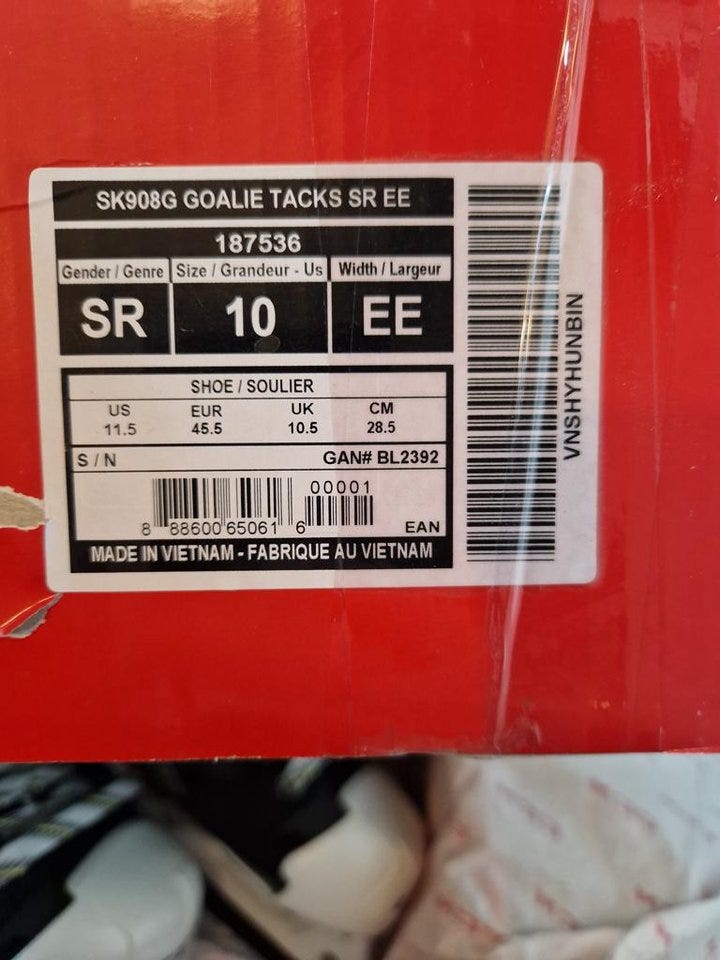 SK908G GOALIE TACKS SR EE
187536
Gender / Genre Size / Grandeur - Us Width / Largeur
SR 10 EE
SHOE / SOULIER
US EUR UK CM
11.5 45.5 10.5 28.5
S / N GAN# BL2392
00001
8 88600 65061 6 EAN
MADE IN VIETNAM - FABRIQUE AU VIETNAM
VNSHYHUNBIN